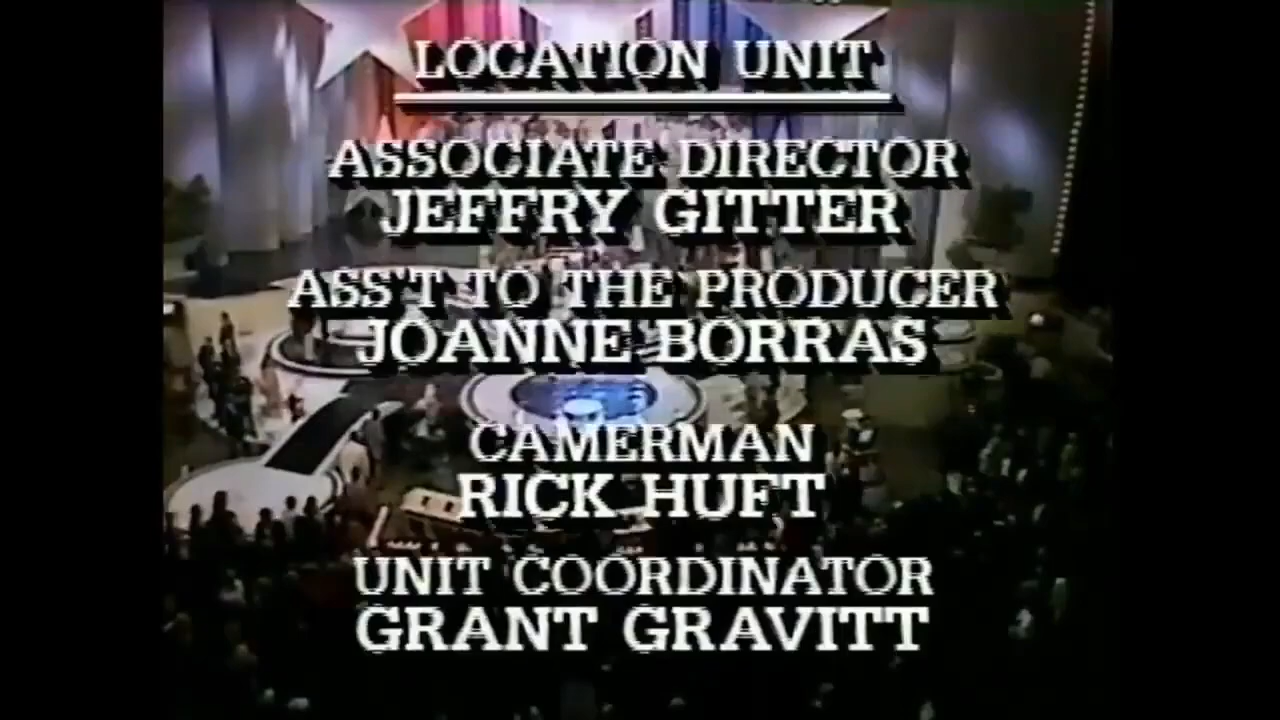 LOCATION UNIT
ASSOCIATE DIRECTOR
JEFFRY GITTER
ASS'T TO THE PRODUCER
JOANNE BORRAS
CAMERMAN
RICK HUFT
UNIT COORDINATOR
GRANT GRAVITT